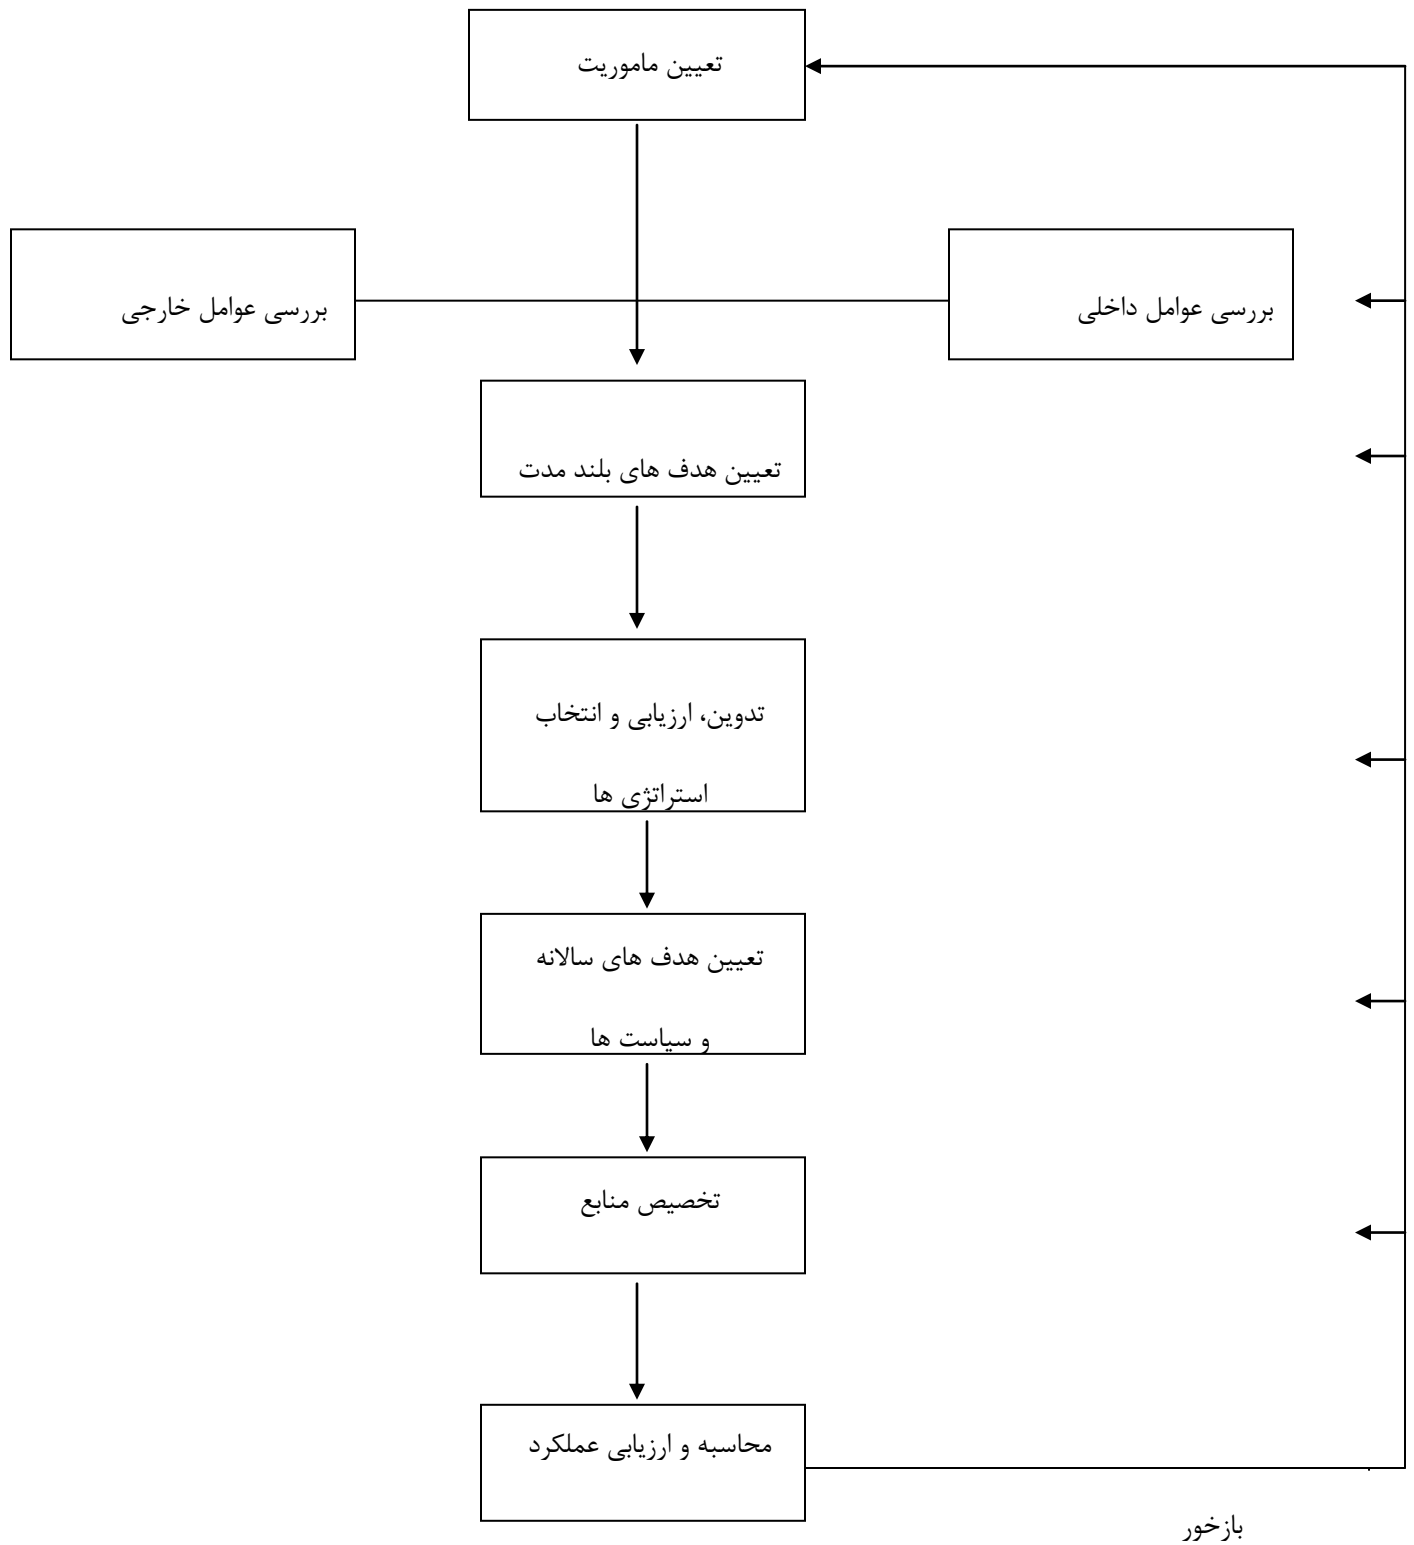 تعیین ماموریت
بررسی عوامل داخلی
بررسی عوامل خارجی
تعیین هدف های بلند مدت
تدوین، ارزیابی و انتخاب
استراتژی ها
تعیین هدف های سالانه
و سیاست ها
تخصیص منابع
محاسبه و ارزیابی عملکرد
بازخور